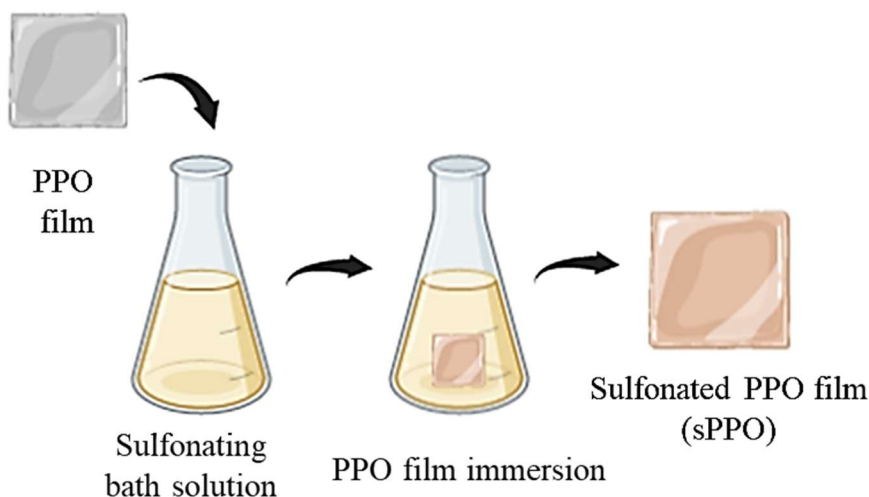 PPO
film
Sulfonating
bath solution
PPO film immersion
Sulfonated PPO film
(sPPO)